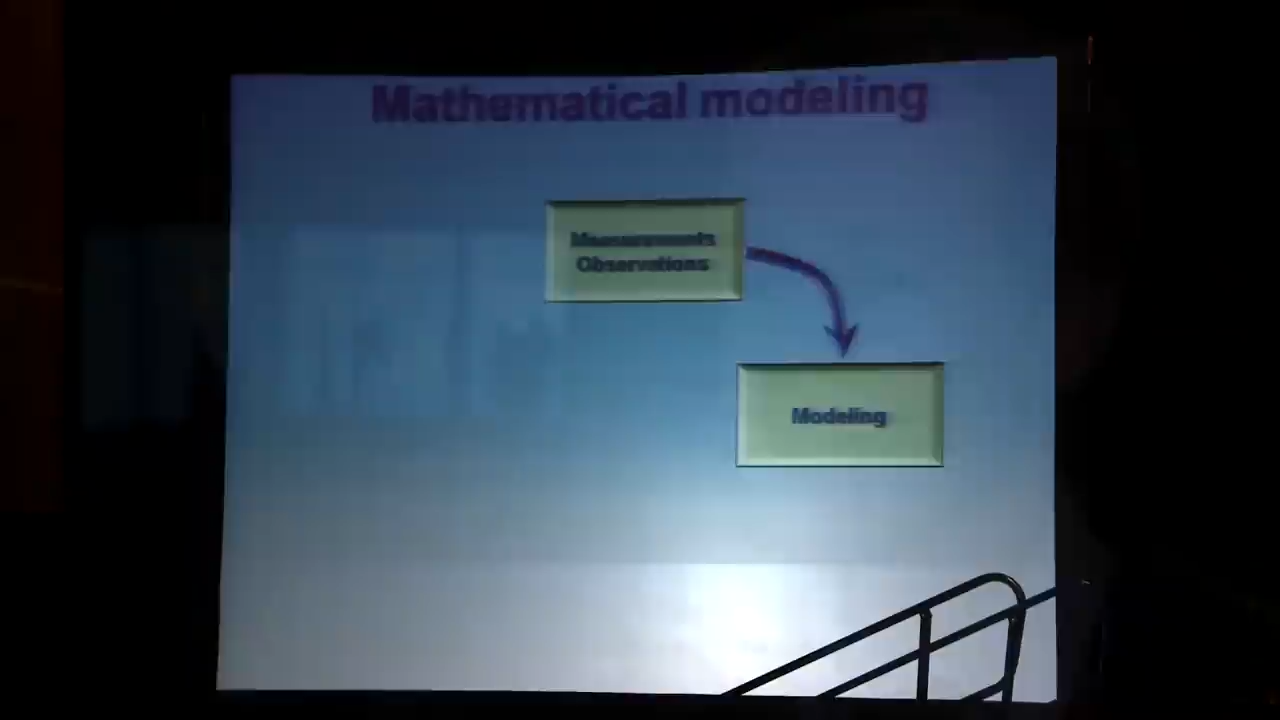 Mathematical modeling
Measurements
Observations
Modeling